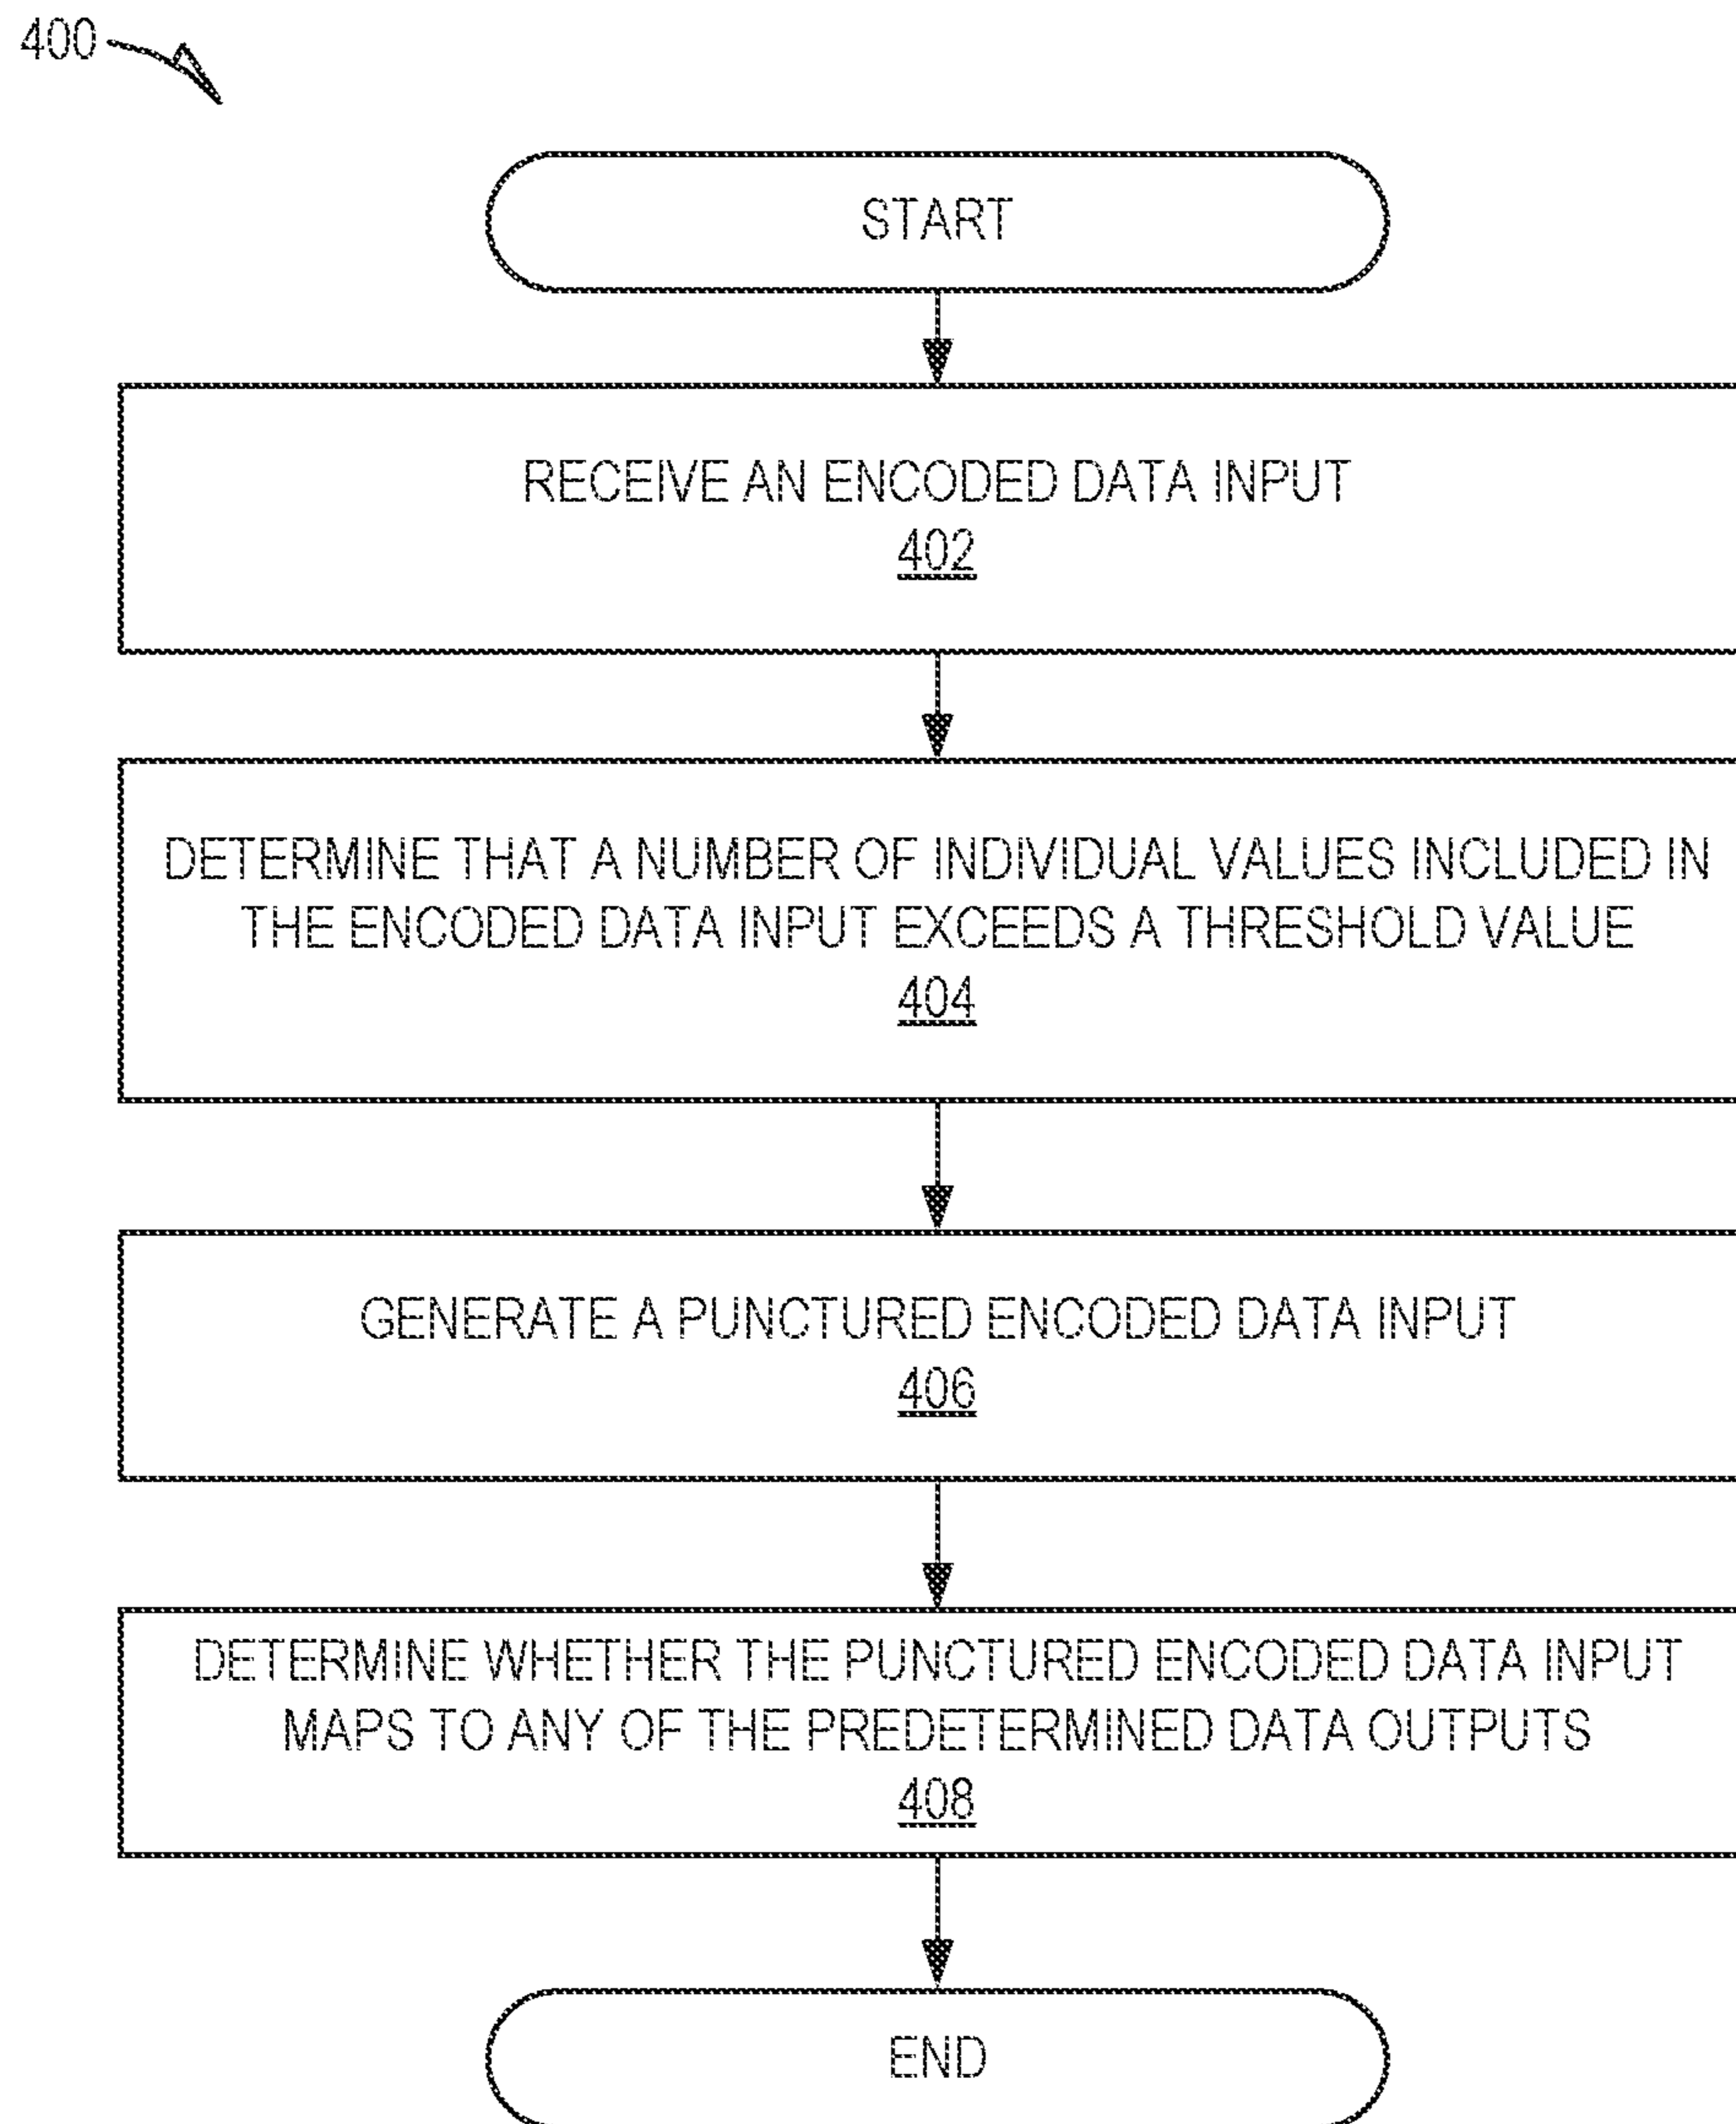 400
START
RECEIVE AN ENCODED DATA INPUT
402
DETERMINE THAT A NUMBER OF INDIVIDUAL VALUES INCLUDED IN
THE ENCODED DATA INPUT EXCEEDS A THRESHOLD VALUE
404
GENERATE A PUNCTURED ENCODED DATA INPUT
406
DETERMINE WHETHER THE PUNCTURED ENCODED DATA INPUT
MAPS TO ANY OF THE PREDETERMINED DATA OUTPUTS
408
END